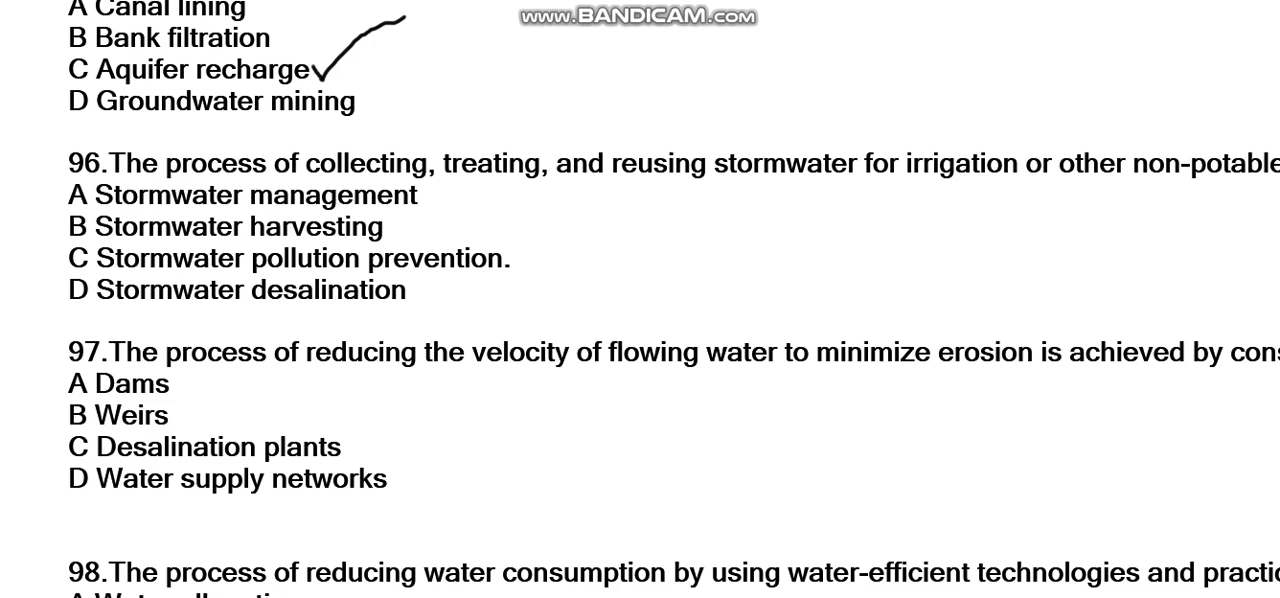 A Canal lining
WWW.BANDICAM.COM
B Bank filtration
C Aquifer recharge
D Groundwater mining
96.The process of collecting, treating, and reusing stormwater for irrigation or other non-potable
A Stormwater management
B Stormwater harvesting
C Stormwater pollution prevention.
D Stormwater desalination
97.The process of reducing the velocity of flowing water to minimize erosion is achieved by
A Dams
B Weirs
C Desalination plants
D Water supply networks
98.The process of reducing water consumption by using water-efficient technologies and
A